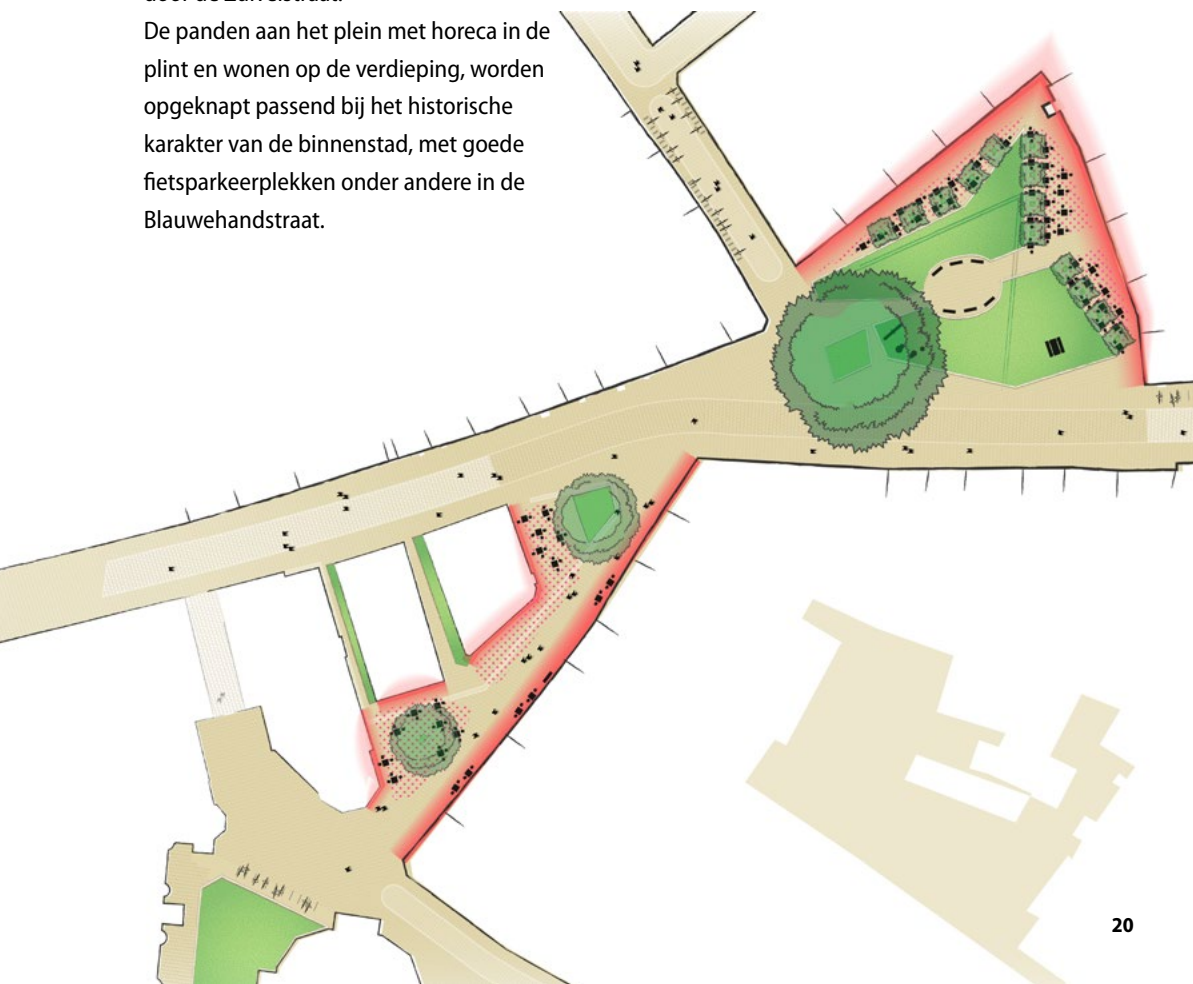 De panden aan het plein met horeca in de
plint en wonen op de verdieping, worden
opgeknapt passend bij het historische
karakter van de binnenstad, met goede
fietsparkeerplekken onder andere in de
Blauwehandstraat.
20